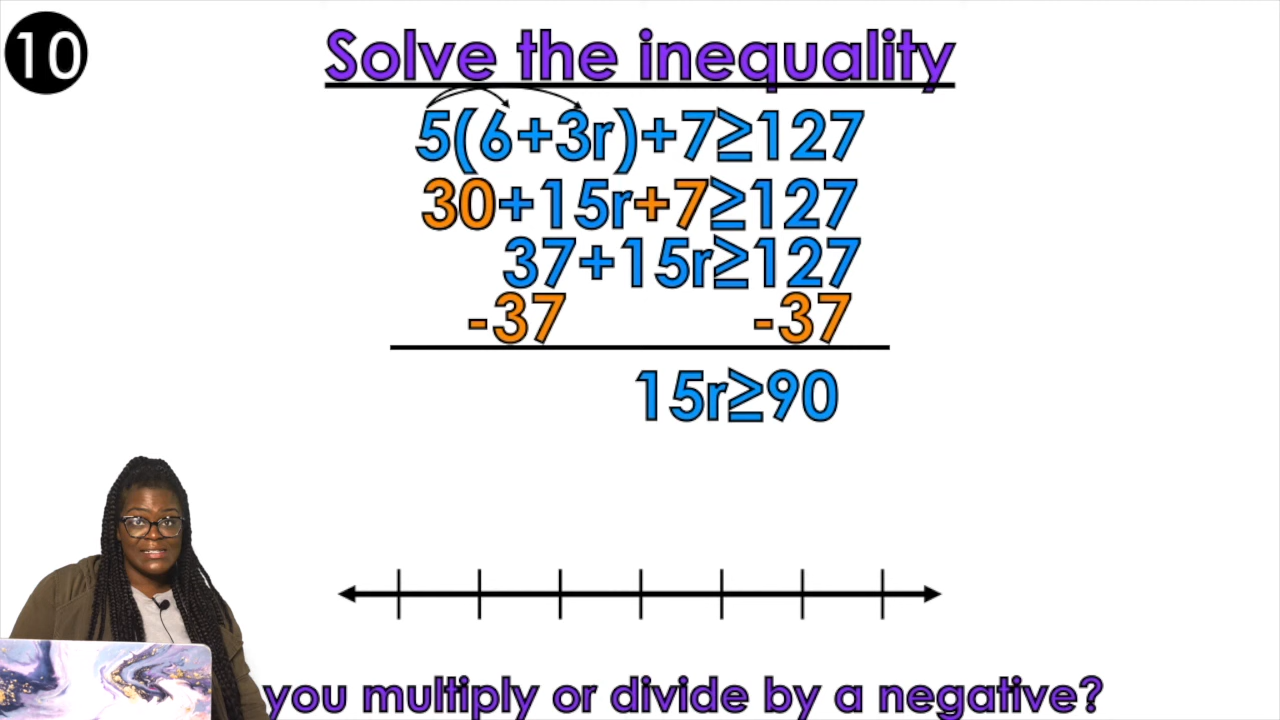 10
Solve the inequality
5(6+3r)+7≥127
30+15r+7≥127
37+15r≥127
-37 -37
15r≥90
you multiply or divide by a negative?